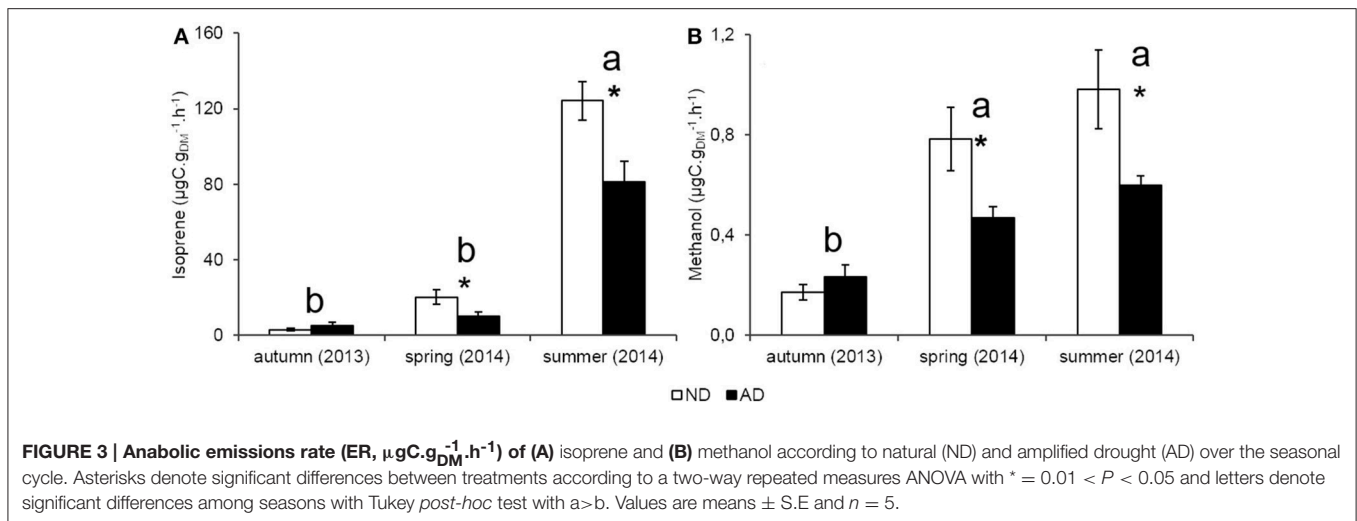 A
B
160
120
80
40
0
Isoprene (µgC.gDM⁻¹.h⁻¹)
b
b
*
a
*
autumn (2013) spring (2014) summer (2014)
1,2
0,8
0,4
0,0
Methanol (µgC.gDM⁻¹.h⁻¹)
b
a
*
a
*
autumn (2013) spring (2014) summer (2014)
ND AD
FIGURE 3 | Anabolic emissions rate (ER, µgC.gDM⁻¹.h⁻¹) of (A) isoprene and (B) methanol according to natural (ND) and amplified drought (AD) over the seasonal
cycle. Asterisks denote significant differences between treatments according to a two-way repeated measures ANOVA with * = 0.01 < P < 0.05 and letters denote
significant differences among seasons with Tukey post-hoc test with a>b. Values are means ± S.E and n = 5.